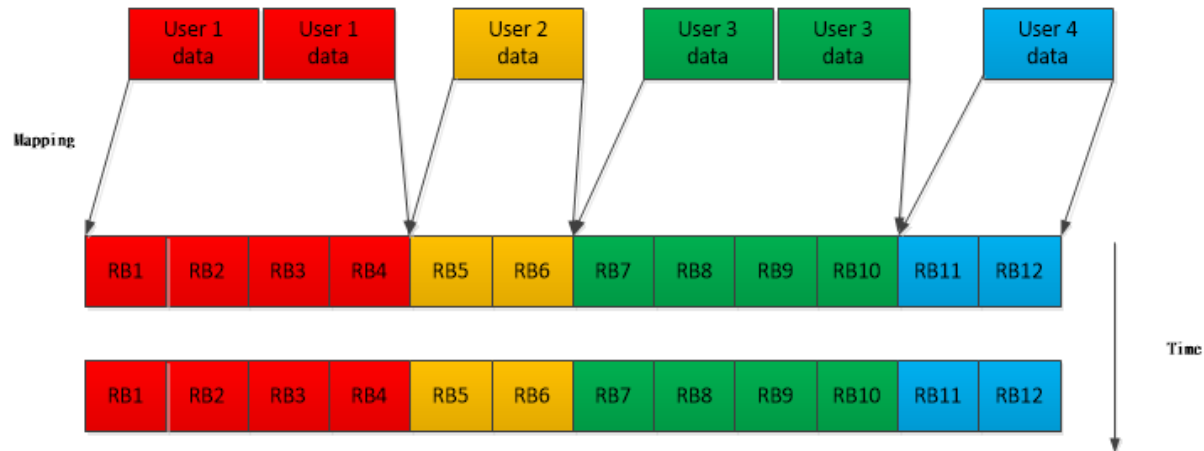 User 1
data
User 1
data
User 2
data
User 3
data
User 3
data
User 4
data
Mapping
RB1 RB2 RB3 RB4 RB5 RB6 RB7 RB8 RB9 RB10 RB11 RB12
Time
RB1 RB2 RB3 RB4 RB5 RB6 RB7 RB8 RB9 RB10 RB11 RB12